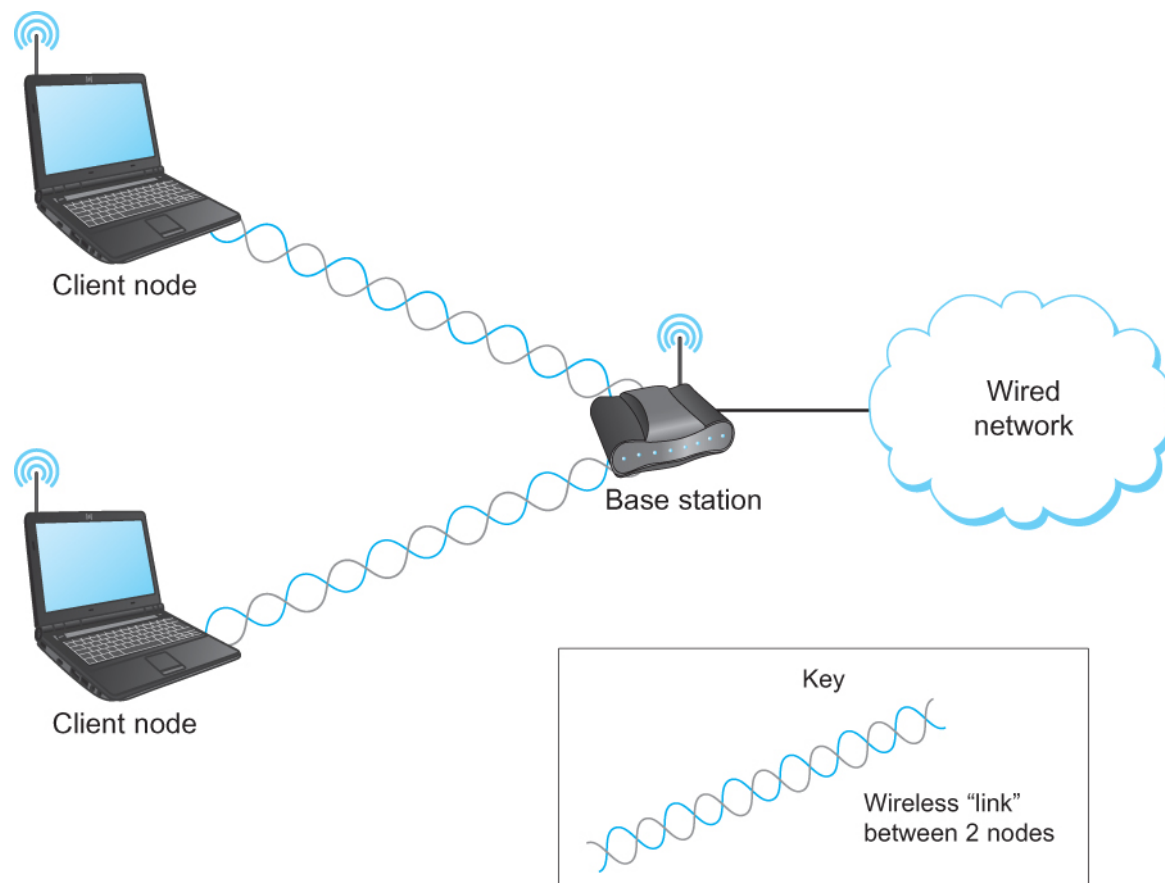 Client node
Wired
network
Base station
Client node
Key
Wireless “link”
between 2 nodes